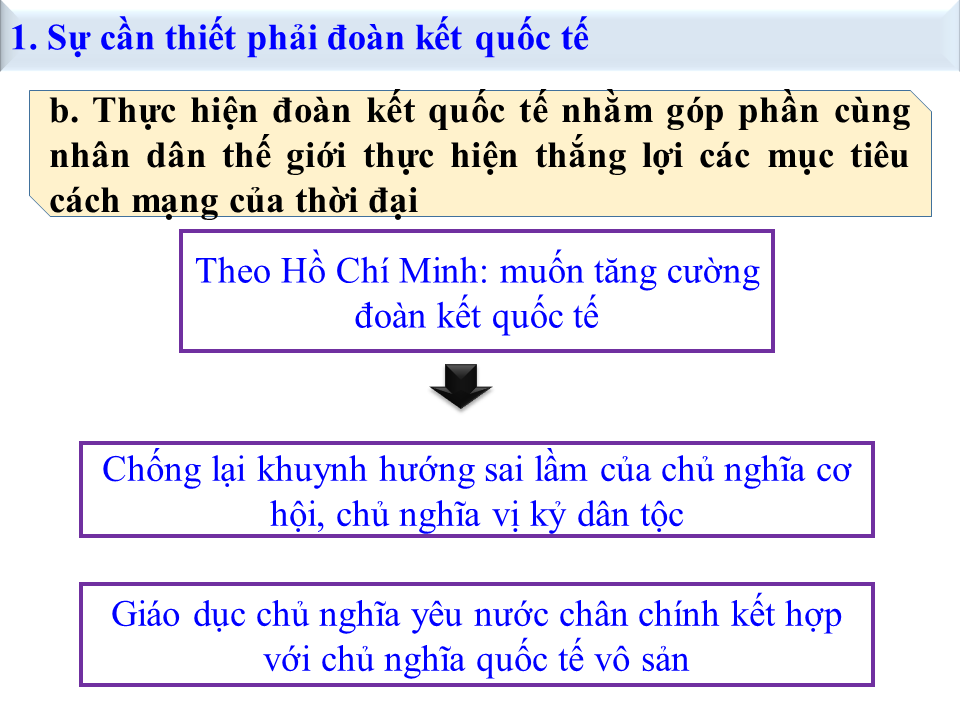 1. Sự cần thiết phải đoàn kết quốc tế
b. Thực hiện đoàn kết quốc tế nhằm góp phần cùng
nhân dân thế giới thực hiện thắng lợi các mục tiêu
cách mạng của thời đại
Theo Hồ Chí Minh: muốn tăng cường
đoàn kết quốc tế
Chống lại khuynh hướng sai lầm của chủ nghĩa cơ
hội, chủ nghĩa vị kỷ dân tộc
Giáo dục chủ nghĩa yêu nước chân chính kết hợp
với chủ nghĩa quốc tế vô sản